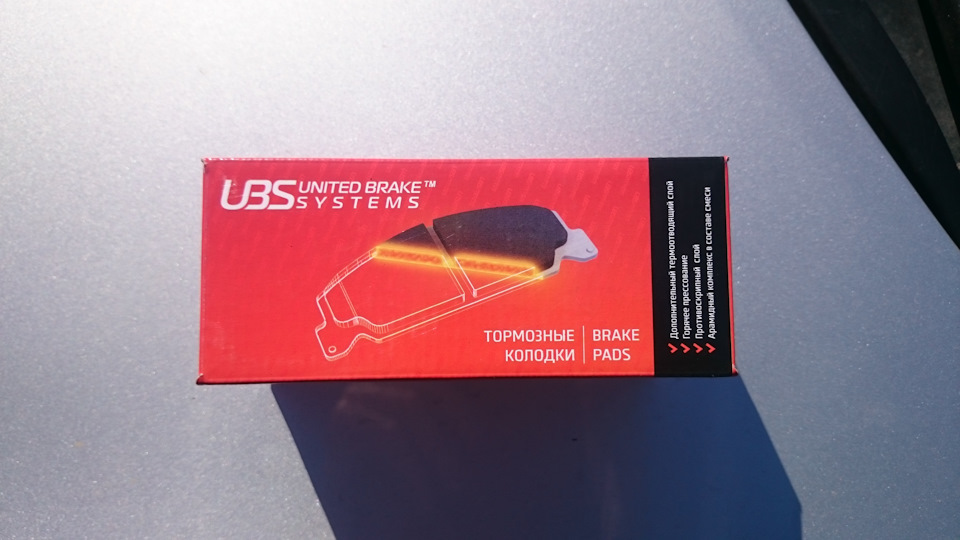 UBS UNITED BRAKE™
SYSTEMS
ТОРМОЗНЫЕ
КОЛОДКИ
BRAKE
PADS
Дополнительный термоотводящий слой
Горячее прессование
Противоскрипный слой
Арамидный комплекс в составе смеси